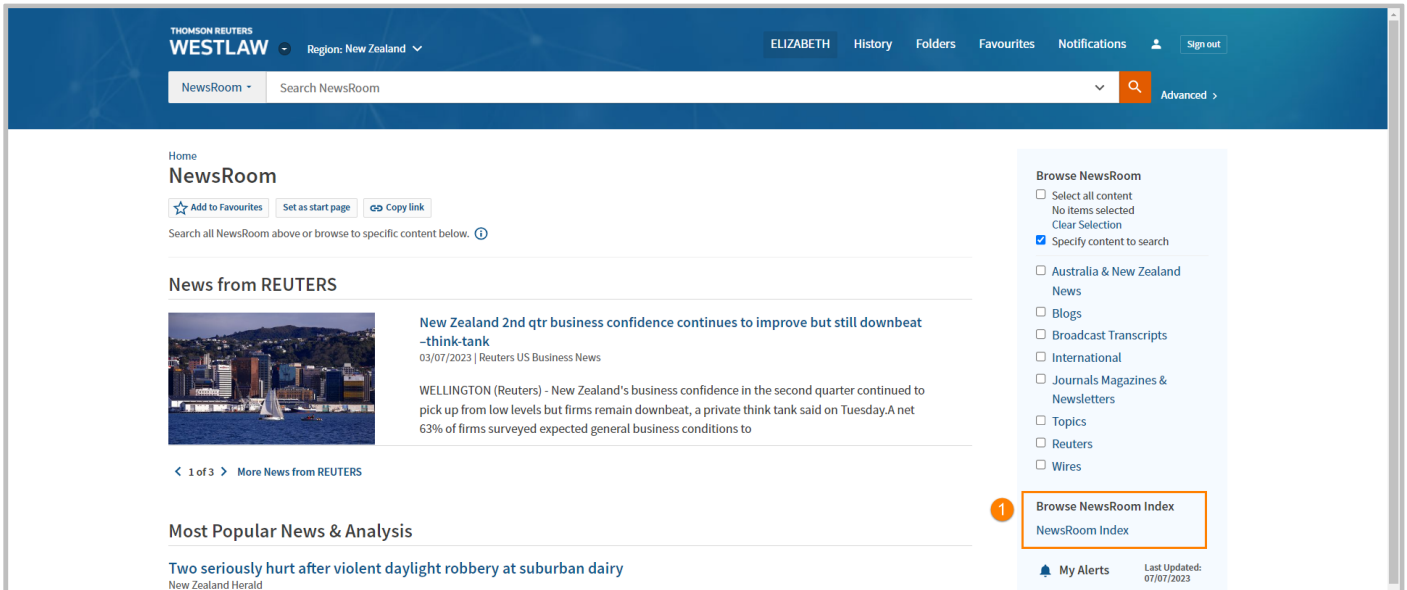 THOMSON REUTERS
WESTLAW
Region: New Zealand
ELIZABETH
History
Folders
Favourites
Notifications
Sign out
NewsRoom
Search NewsRoom
Advanced >
Home
NewsRoom
Add to Favourites
Set as start page
Copy link
Search all NewsRoom above or browse to specific content below.
News from REUTERS
New Zealand 2nd qtr business confidence continues to improve but still downbeat
–think-tank
03/07/2023 | Reuters US Business News
WELLINGTON (Reuters) - New Zealand's business confidence in the second quarter continued to
pick up from low levels but firms remain downbeat, a private think tank said on Tuesday.A net
63% of firms surveyed expected general business conditions to
1 of 3
More News from REUTERS
Most Popular News & Analysis
Two seriously hurt after violent daylight robbery at suburban dairy
New Zealand Herald
Browse NewsRoom
Select all content
No items selected
Clear Selection
Specify content to search
Australia & New Zealand
News
Blogs
Broadcast Transcripts
International
Journals Magazines &
Newsletters
Topics
Reuters
Wires
1
Browse NewsRoom Index
NewsRoom Index
My Alerts
Last Updated:
07/07/2023